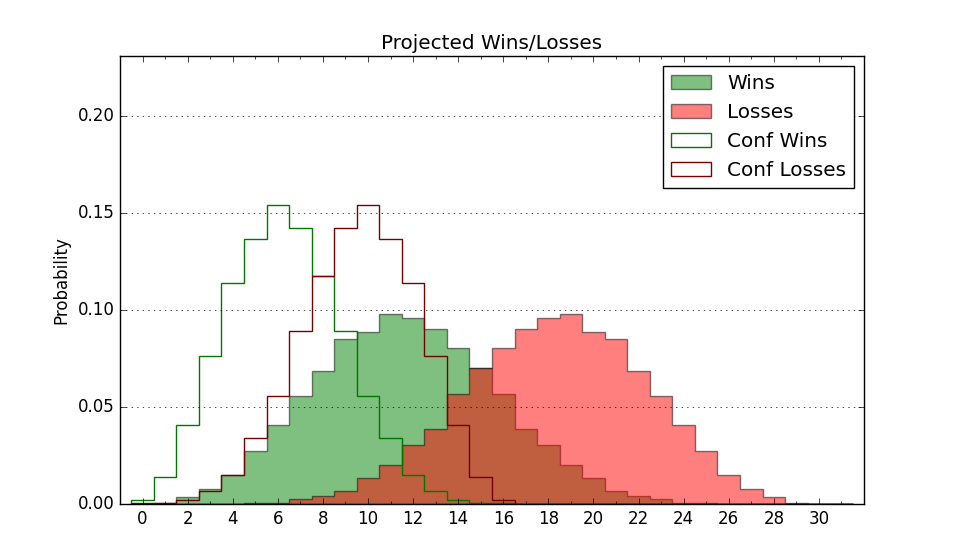 Projected Wins/Losses
Wins
Losses
Conf Wins
Conf Losses
Probability
0.20
0.15
0.10
0.05
0.00
0 2 4 6 8 10 12 14 16 18 20 22 24 26 28 30